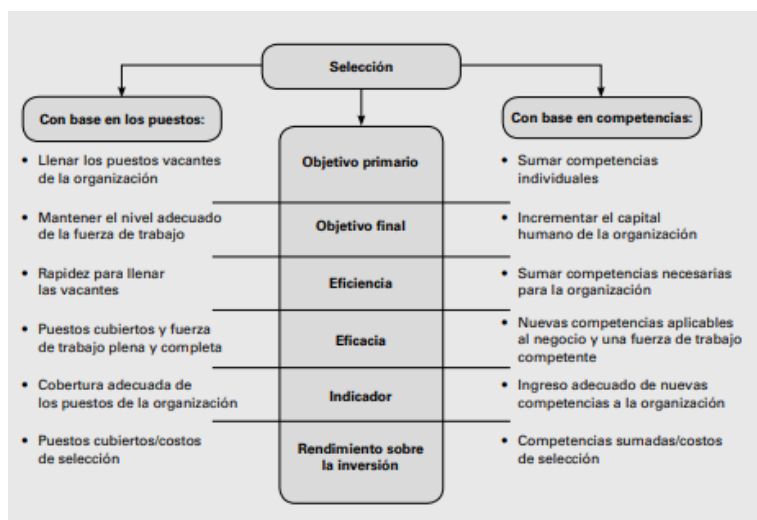 Selección
Con base en los puestos:
Con base en competencias:
• Llenar los puestos vacantes
de la organización
Objetivo primario
• Sumar competencias
individuales
• Mantener el nivel adecuado
de la fuerza de trabajo
Objetivo final
• Incrementar el capital
humano de la organización
• Rapidez para llenar
las vacantes
Eficiencia
• Sumar competencias necesarias
para la organización
• Puestos cubiertos y fuerza
de trabajo plena y completa
Eficacia
• Nuevas competencias aplicables
al negocio y una fuerza de trabajo
competente
• Cobertura adecuada de
los puestos de la organización
Indicador
• Ingreso adecuado de nuevas
competencias a la organización
• Puestos cubiertos/costos
de selección
Rendimiento sobre
la inversión
• Competencias sumadas/costos
de selección